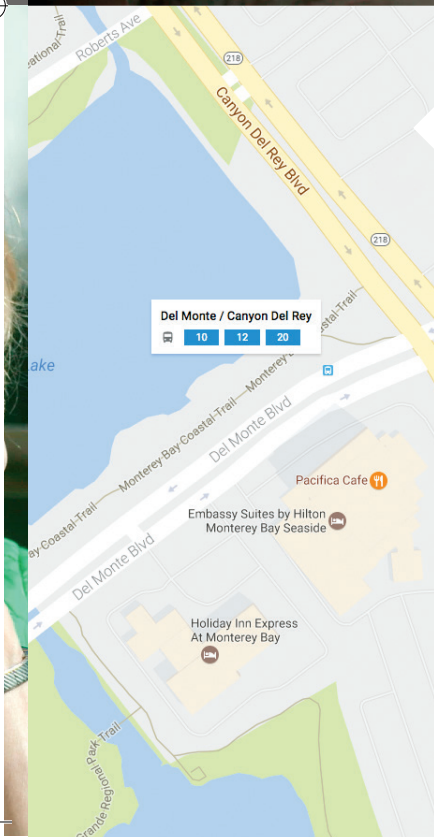 ational Trail
Roberts Ave
218
Canyon Del Rey Blvd
218
Del Monte / Canyon Del Rey
10 12 20
Monterey Bay Coastal-Trail
ake
Monterey Bay Coastal Trail
Del Monte Blvd
Pacifica Cafe
Embassy Suites by Hilton
Monterey Bay Seaside
ay-Coastal-Trail
Del Monte Blvd
Holiday Inn Express
At Monterey Bay
Grande Regional Park-Trail